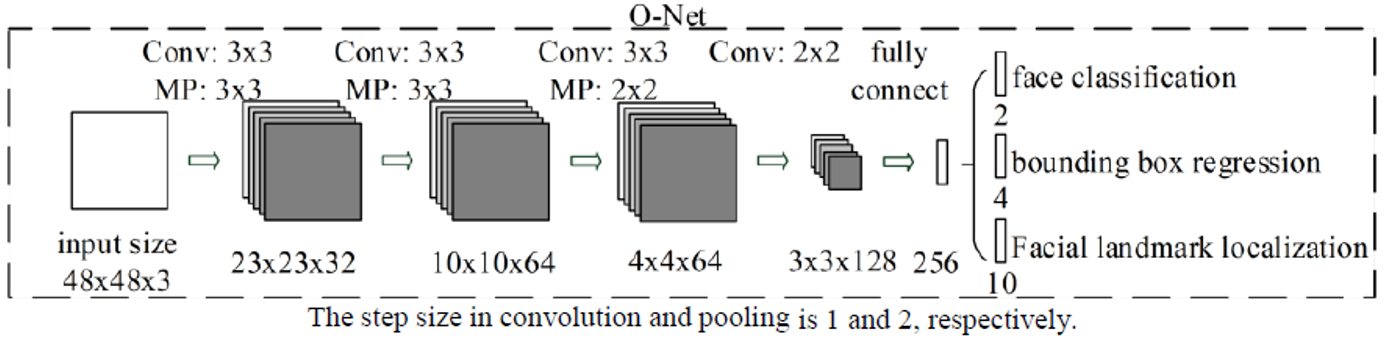 O-Net
Conv: 3x3 Conv: 3x3 Conv: 3x3 Conv: 2x2 fully
MP: 3x3 MP: 3x3 MP: 2x2 connect
face classification
2
bounding box regression
4
Facial landmark localization
10
input size
48x48x3
23x23x32 10x10x64 4x4x64 3x3x128 256
The step size in convolution and pooling is 1 and 2, respectively.